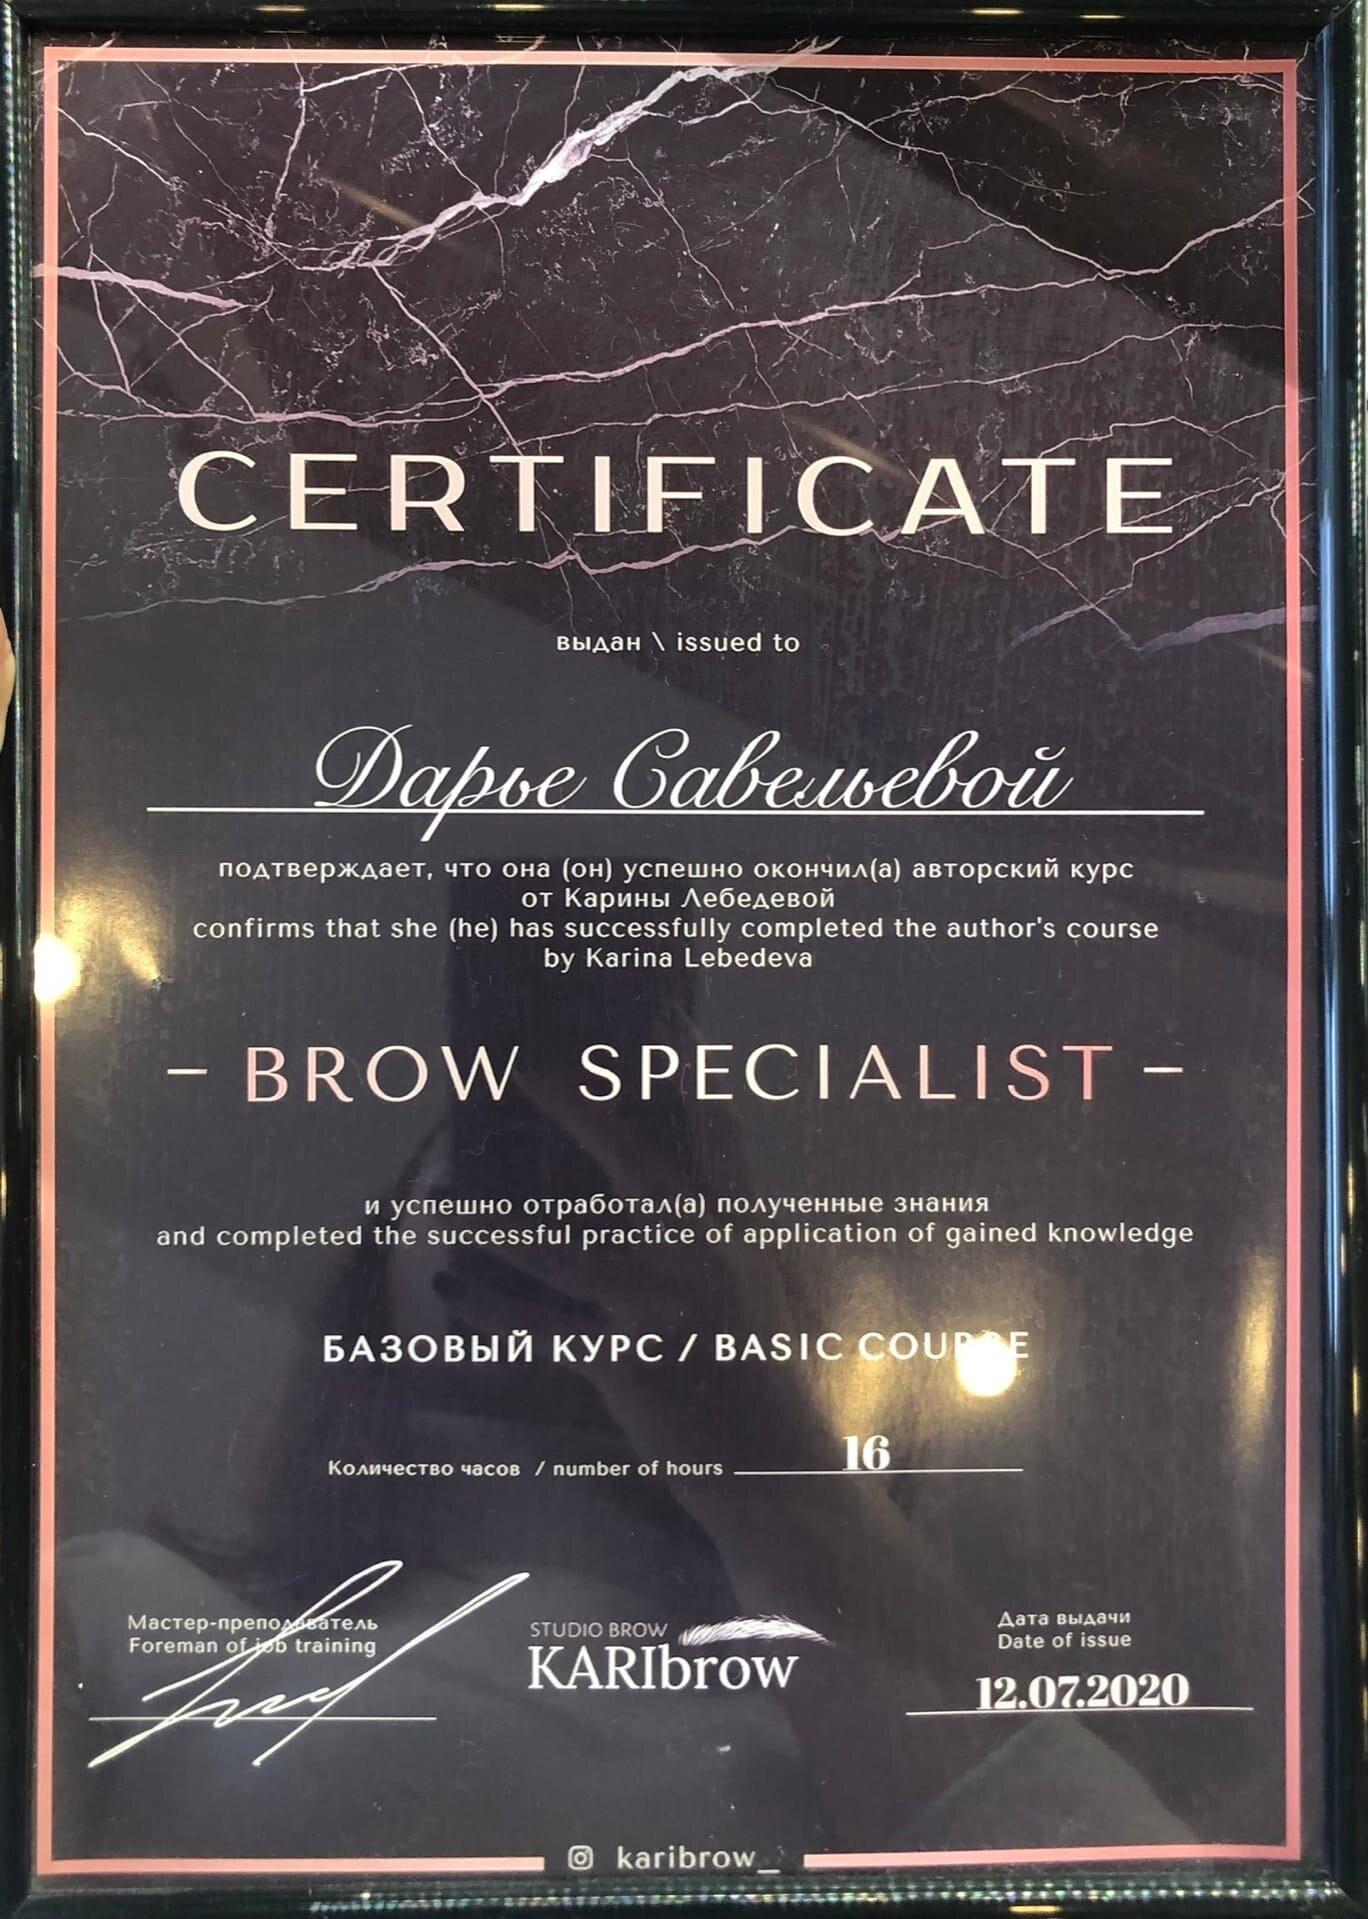 CERTIFICATE
выдан \ issued to
Дарье Савельевой
подтверждает, что она (он) успешно окончил(а) авторский курс
от Карины Лебедевой
confirms that she (he) has successfully completed the author's course
by Karina Lebedeva
– BROW SPECIALIST –
и успешно отработал(а) полученные знания
and completed the successful practice of application of gained knowledge
БАЗОВЫЙ КУРС / BASIC COURSE
Количество часов / number of hours 16
Мастер-преподаватель
Foreman of job training
STUDIO BROW
KARIbrow
Дата выдачи
Date of issue
12.07.2020
karibrow_